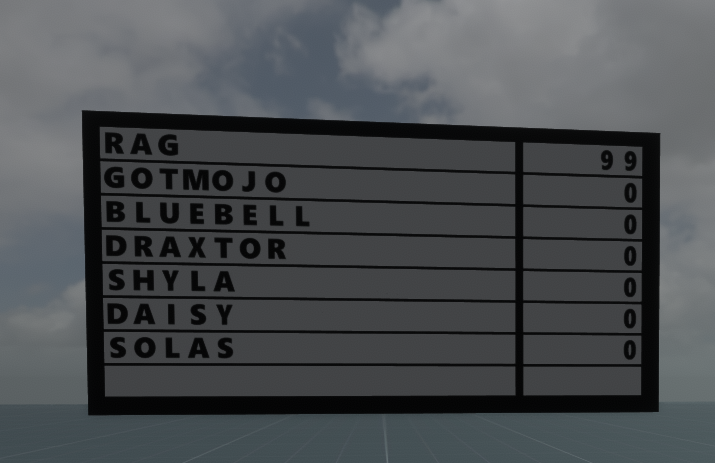 RAG 99
GOTMOJO 0
BLUEBELL 0
DRAXTOR 0
SHYLA 0
DAISY 0
SOLAS 0